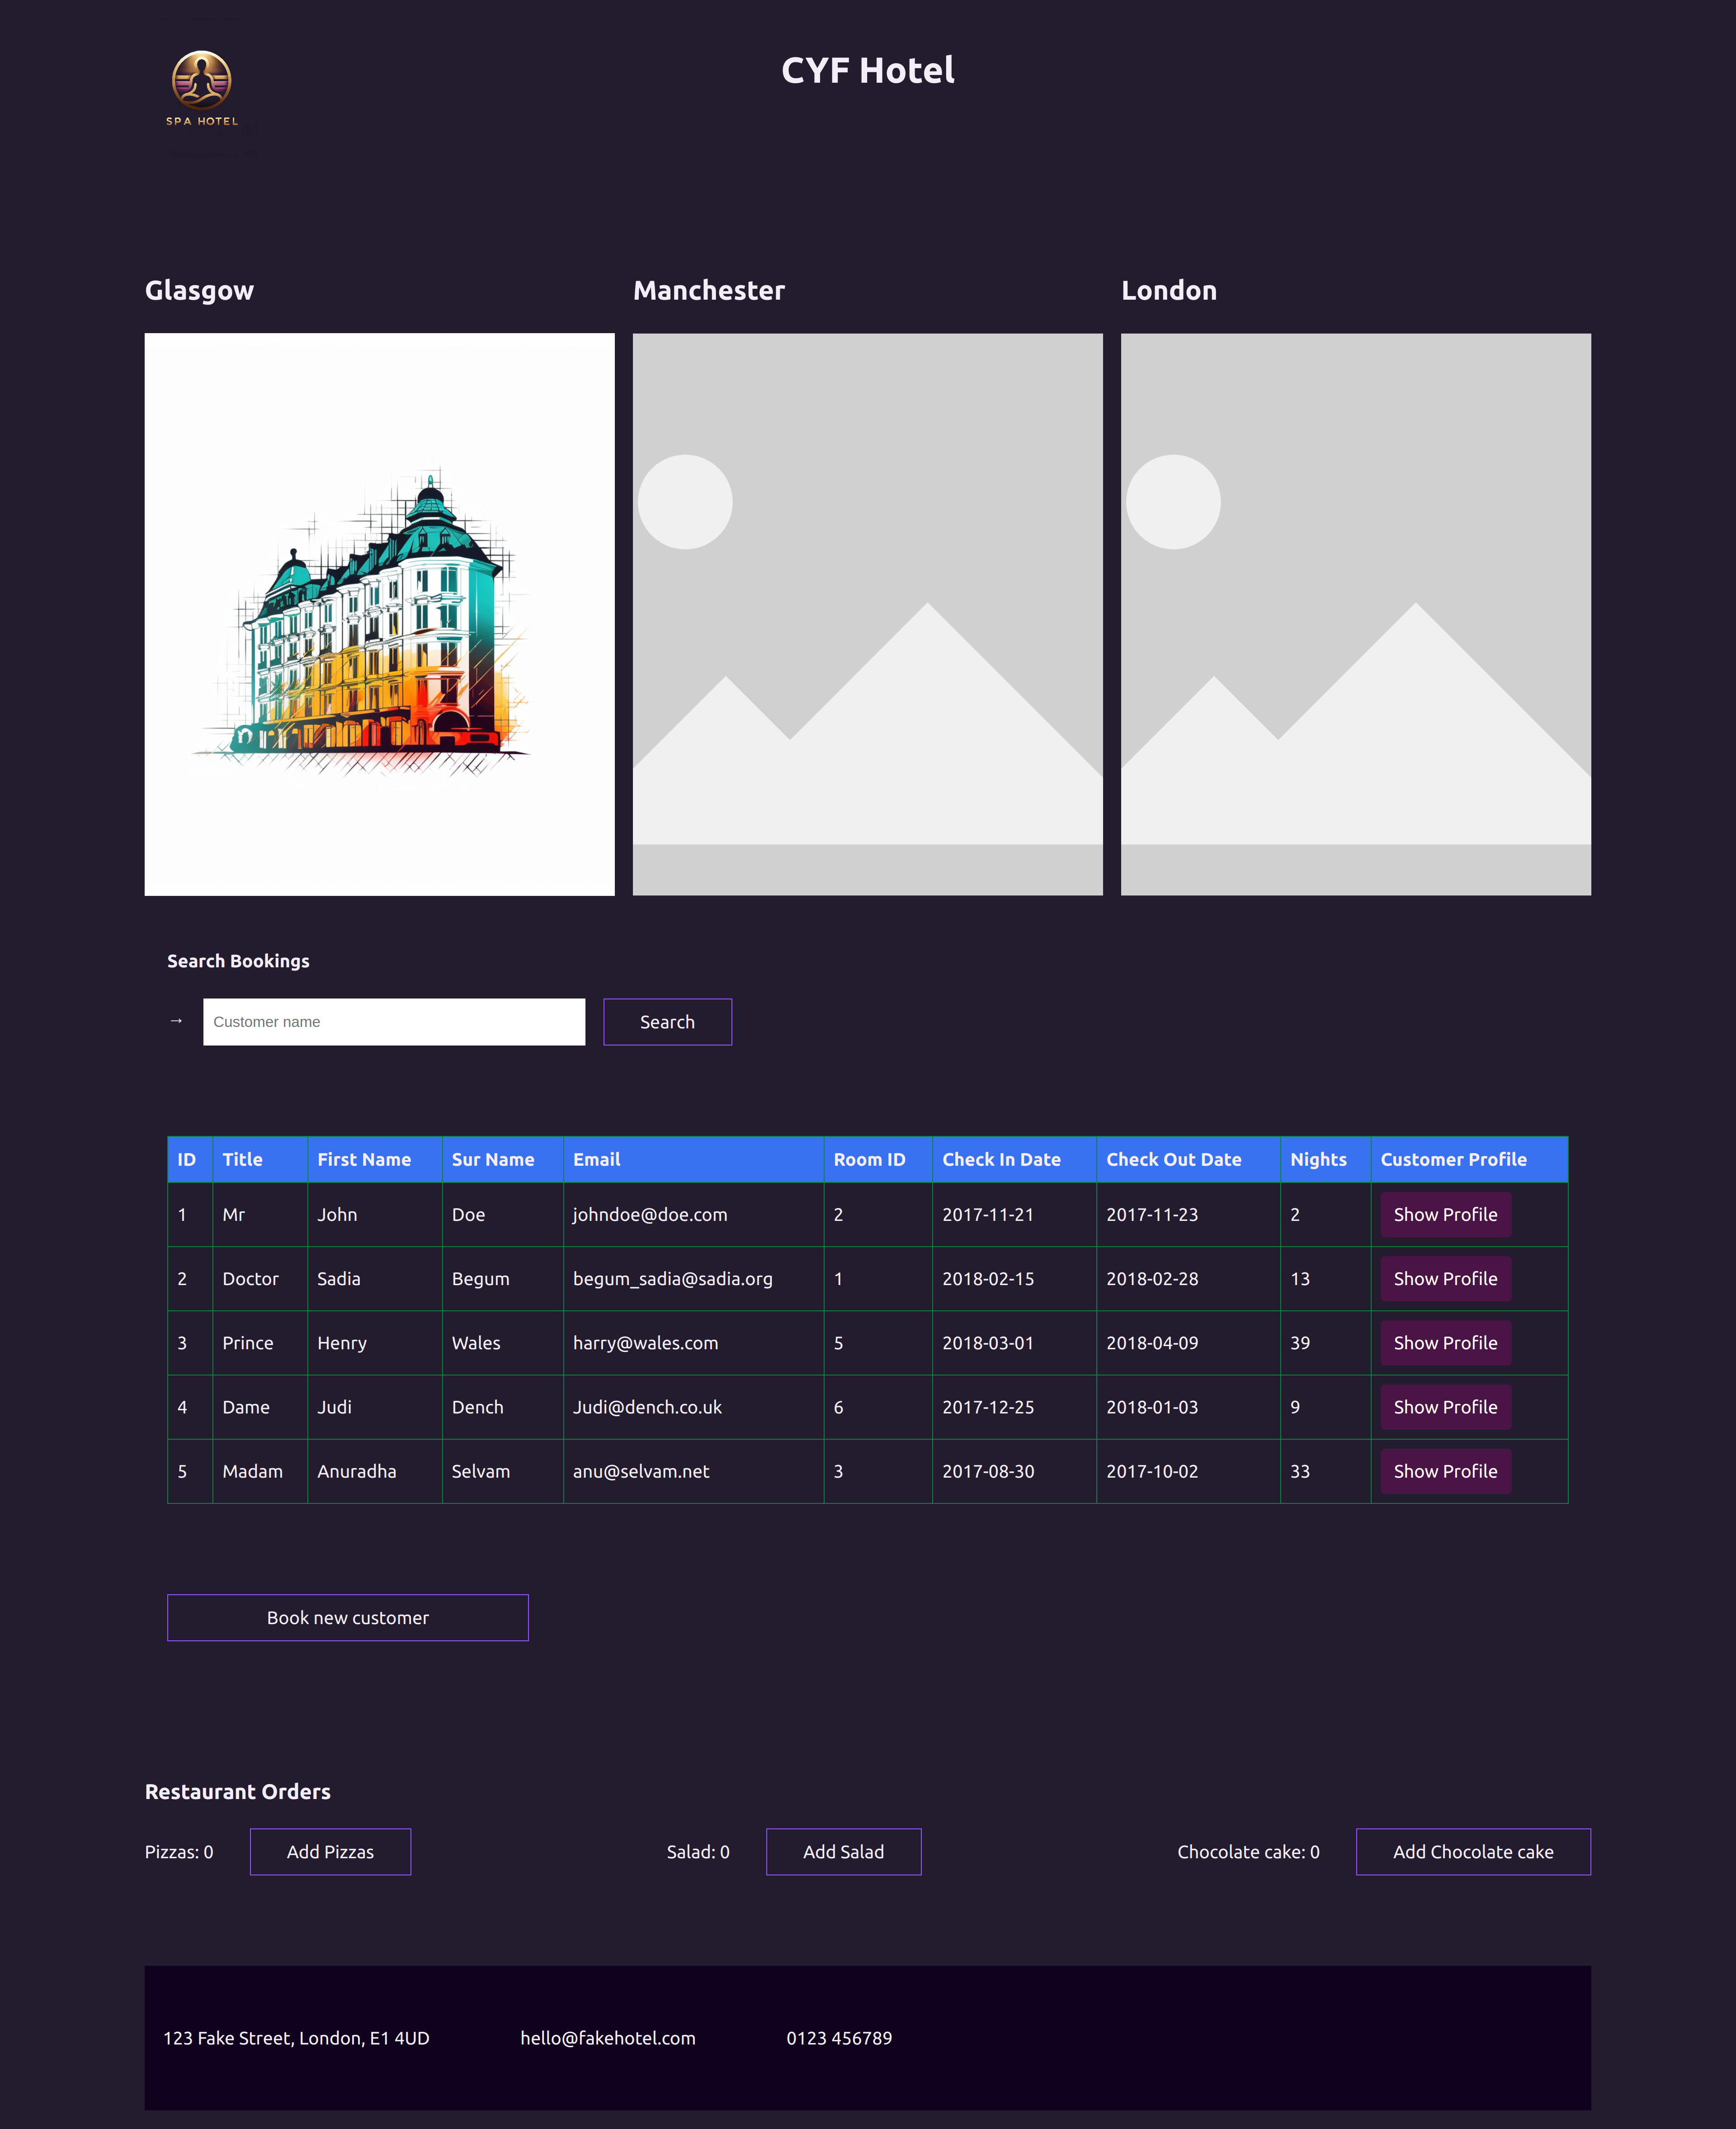 SPA HOTEL
CYF Hotel
Glasgow Manchester London
Search Bookings
→ Customer name Search
ID Title First Name Sur Name Email Room ID Check In Date Check Out Date Nights Customer Profile
1 Mr John Doe johndoe@doe.com 2 2017-11-21 2017-11-23 2 Show Profile
2 Doctor Sadia Begum begum_sadia@sadia.org 1 2018-02-15 2018-02-28 13 Show Profile
3 Prince Henry Wales harry@wales.com 5 2018-03-01 2018-04-09 39 Show Profile
4 Dame Judi Dench Judi@dench.co.uk 6 2017-12-25 2018-01-03 9 Show Profile
5 Madam Anuradha Selvam anu@selvam.net 3 2017-08-30 2017-10-02 33 Show Profile
Book new customer
Restaurant Orders
Pizzas: 0 Add Pizzas Salad: 0 Add Salad Chocolate cake: 0 Add Chocolate cake
123 Fake Street, London, E1 4UD hello@fakehotel.com 0123 456789